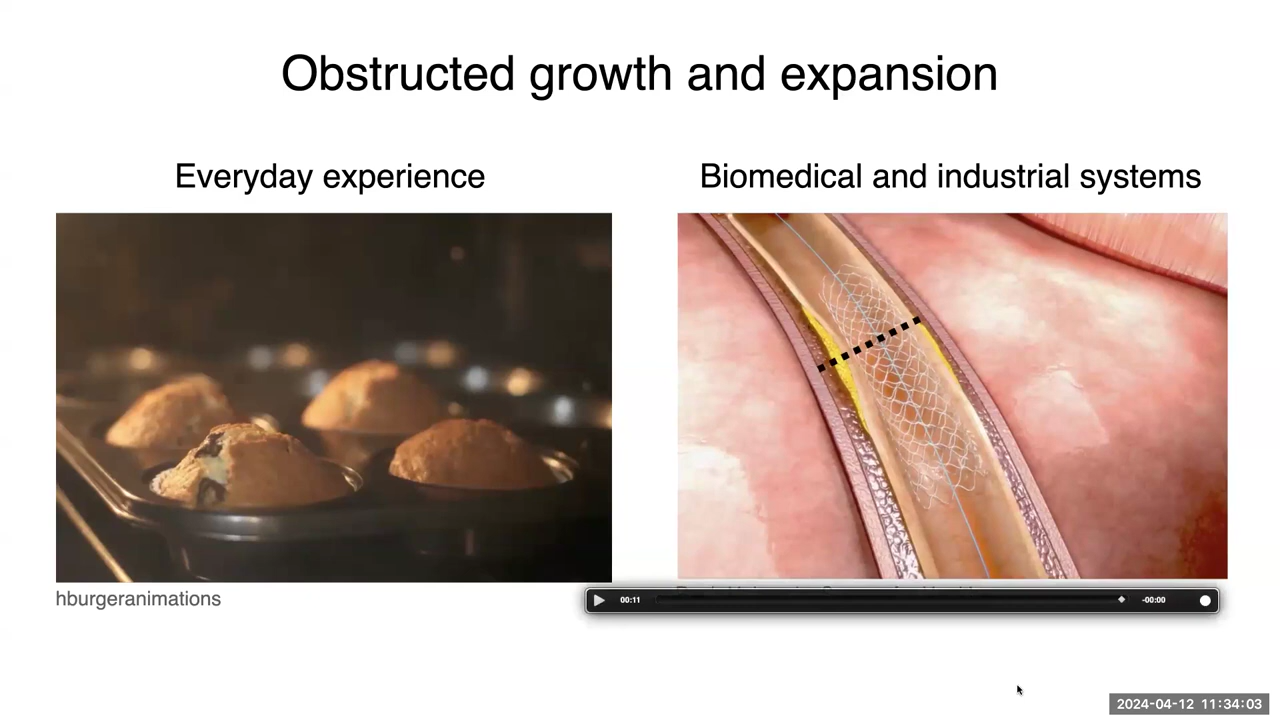 Obstructed growth and expansion
Everyday experience
Biomedical and industrial systems
hburgeranimations
00:11
-00:00
2024-04-12 11:34:03